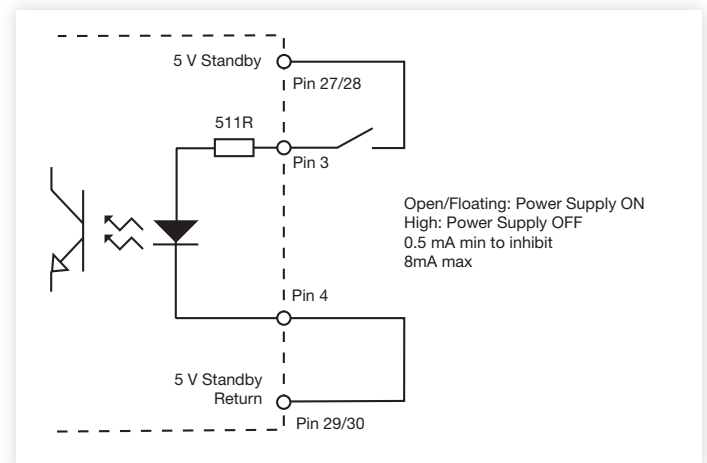 5 V Standby
Pin 27/28
511R
Pin 3
Open/Floating: Power Supply ON
High: Power Supply OFF
0.5 mA min to inhibit
8mA max
Pin 4
5 V Standby
Return
Pin 29/30